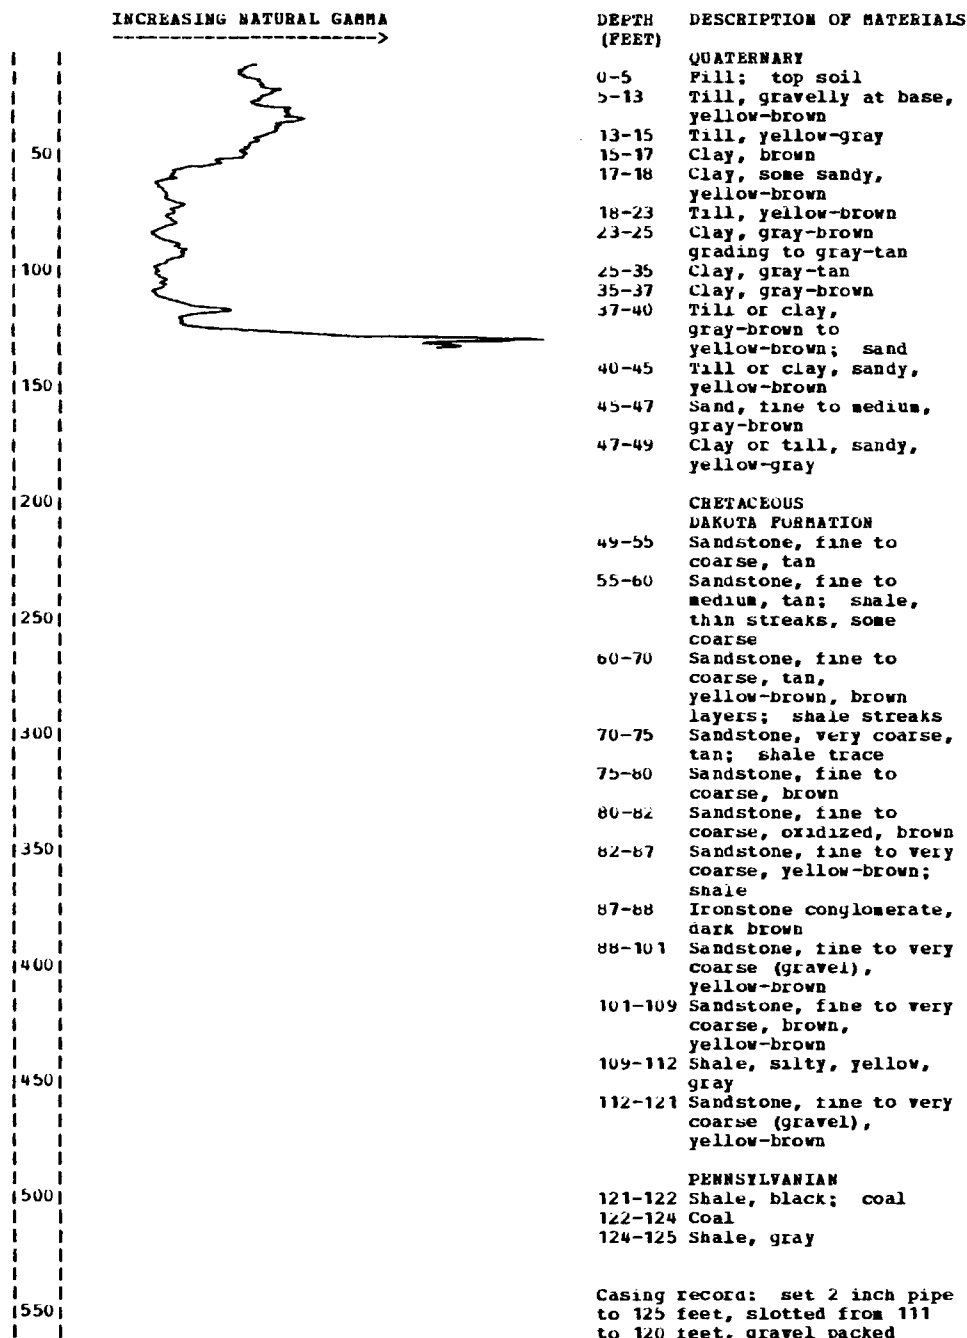 INCREASING NATURAL GAMMA
DEPTH DESCRIPTION OF MATERIALS
(FEET)
QUATERNARY
0-5 Fill; top soil
5-13 Till, gravelly at base,
yellow-brown
13-15 Till, yellow-gray
50
15-17 Clay, brown
17-18 Clay, some sandy,
yellow-brown
18-23 Till, yellow-brown
23-25 Clay, gray-brown
grading to gray-tan
100
25-35 Clay, gray-tan
35-37 Clay, gray-brown
37-40 Till or clay,
gray-brown to
yellow-brown; sand
40-45 Till or clay, sandy,
150
yellow-brown
45-47 Sand, fine to medium,
gray-brown
47-49 Clay or till, sandy,
yellow-gray
200
CRETACEOUS
DAKOTA FORMATION
49-55 Sandstone, fine to
coarse, tan
55-60 Sandstone, fine to
medium, tan; shale,
250
thin streaks, some
coarse
60-70 Sandstone, fine to
coarse, tan,
yellow-brown, brown
layers; shale streaks
300
70-75 Sandstone, very coarse,
tan; shale trace
75-80 Sandstone, fine to
coarse, brown
80-82 Sandstone, fine to
coarse, oxidized, brown
350
82-87 Sandstone, fine to very
coarse, yellow-brown;
shale
87-88 Ironstone conglomerate,
dark brown
88-101 Sandstone, fine to very
400
coarse (gravel),
yellow-brown
101-109 Sandstone, fine to very
coarse, brown,
yellow-brown
109-112 Shale, silty, yellow,
450
gray
112-121 Sandstone, fine to very
coarse (gravel),
yellow-brown
PENNSYLVANIAN
500
121-122 Shale, black; coal
122-124 Coal
124-125 Shale, gray
Casing record: set 2 inch pipe
550
to 125 feet, slotted from 111
to 120 feet, gravel packed